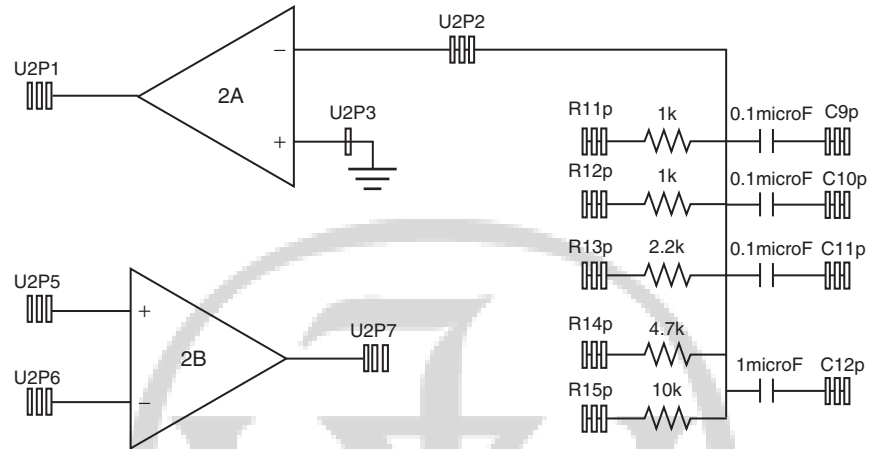 U2P2
U2P1
−
2A
U2P3
+
R11p 1k 0.1microF C9p
R12p 1k 0.1microF C10p
R13p 2.2k 0.1microF C11p
U2P5
+
R14p 4.7k
U2P7
2B
1microF C12p
U2P6
−
R15p 10k